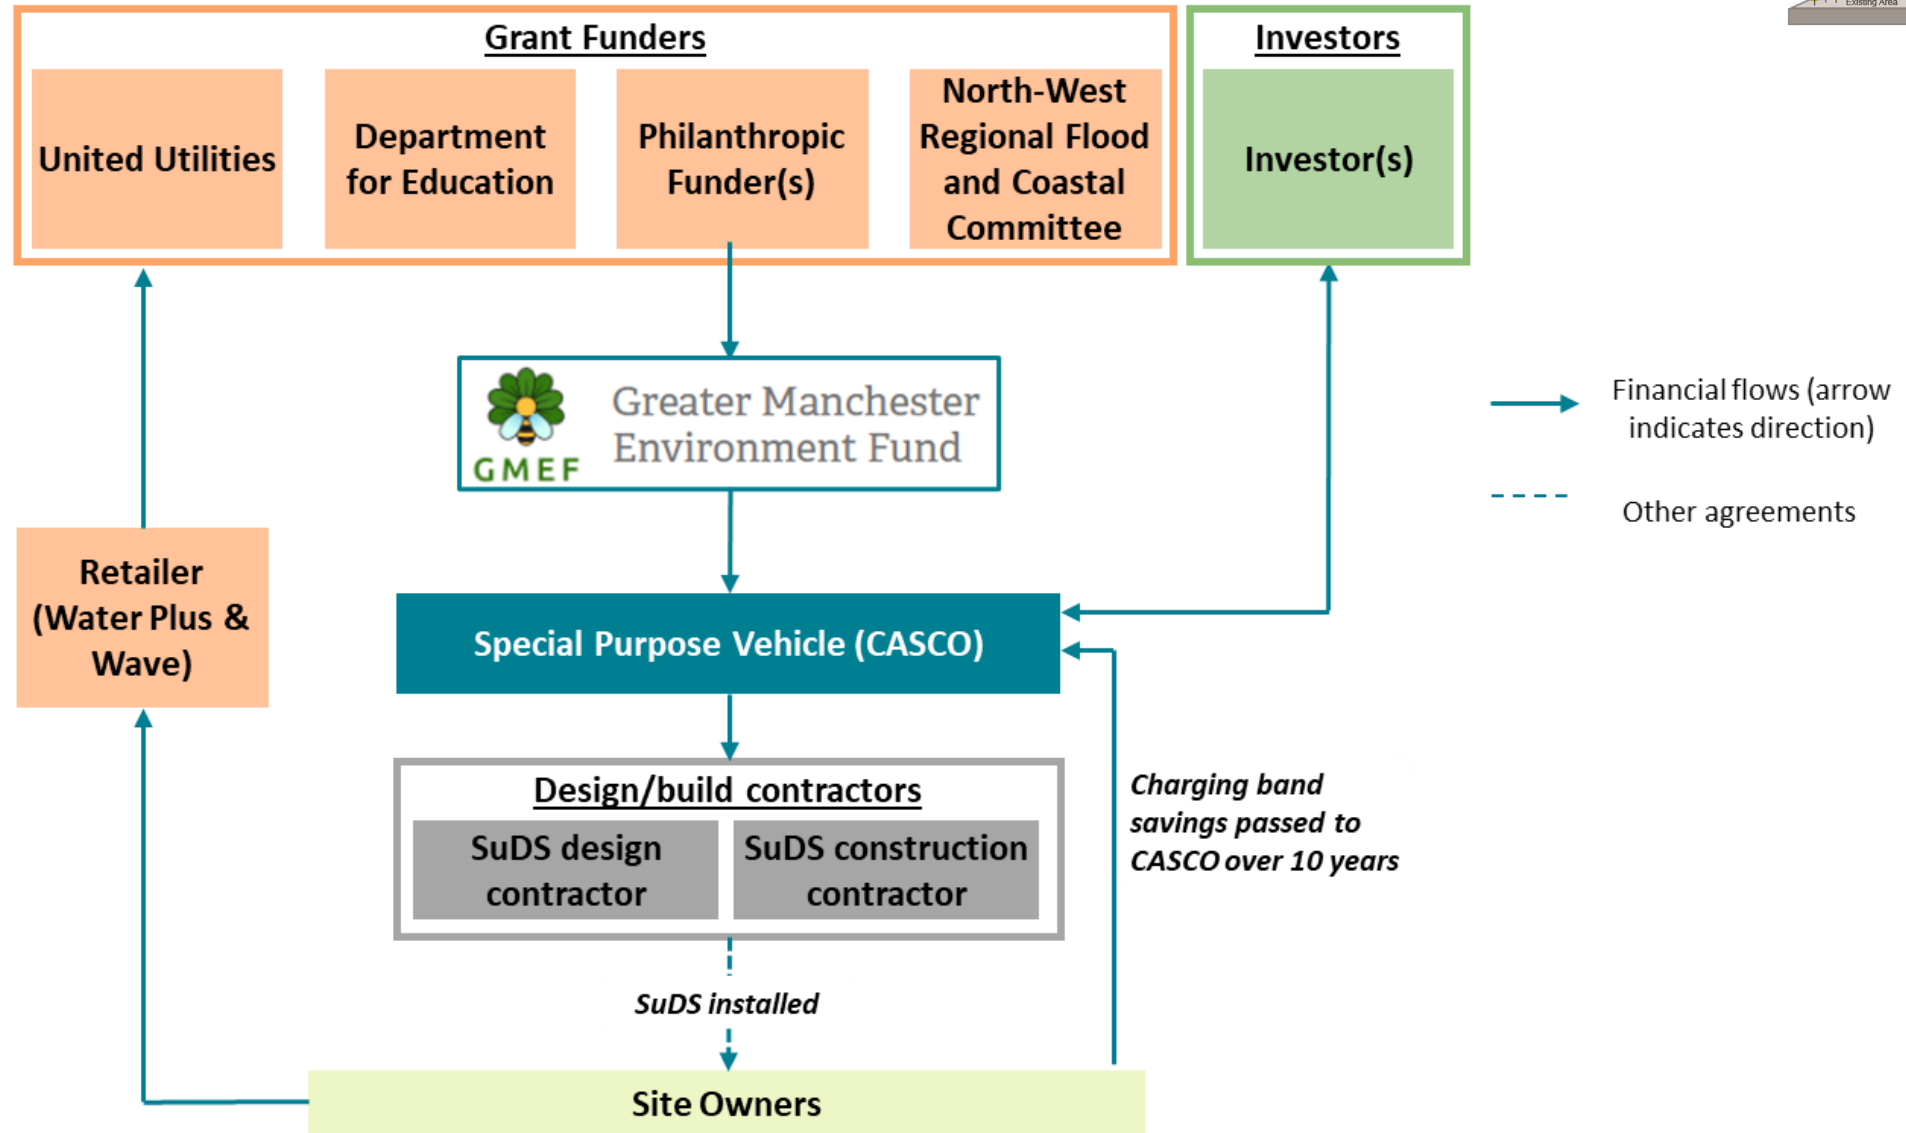 Existing Area
Grant Funders
Investors
United Utilities
Department
for Education
Philanthropic
Funder(s)
North-West
Regional Flood
and Coastal
Committee
Investor(s)
GMEF
Greater Manchester
Environment Fund
Financial flows (arrow
indicates direction)
Other agreements
Retailer
(Water Plus &
Wave)
Special Purpose Vehicle (CASCO)
Design/build contractors
SuDS design
contractor
SuDS construction
contractor
Charging band
savings passed to
CASCO over 10 years
SuDS installed
Site Owners